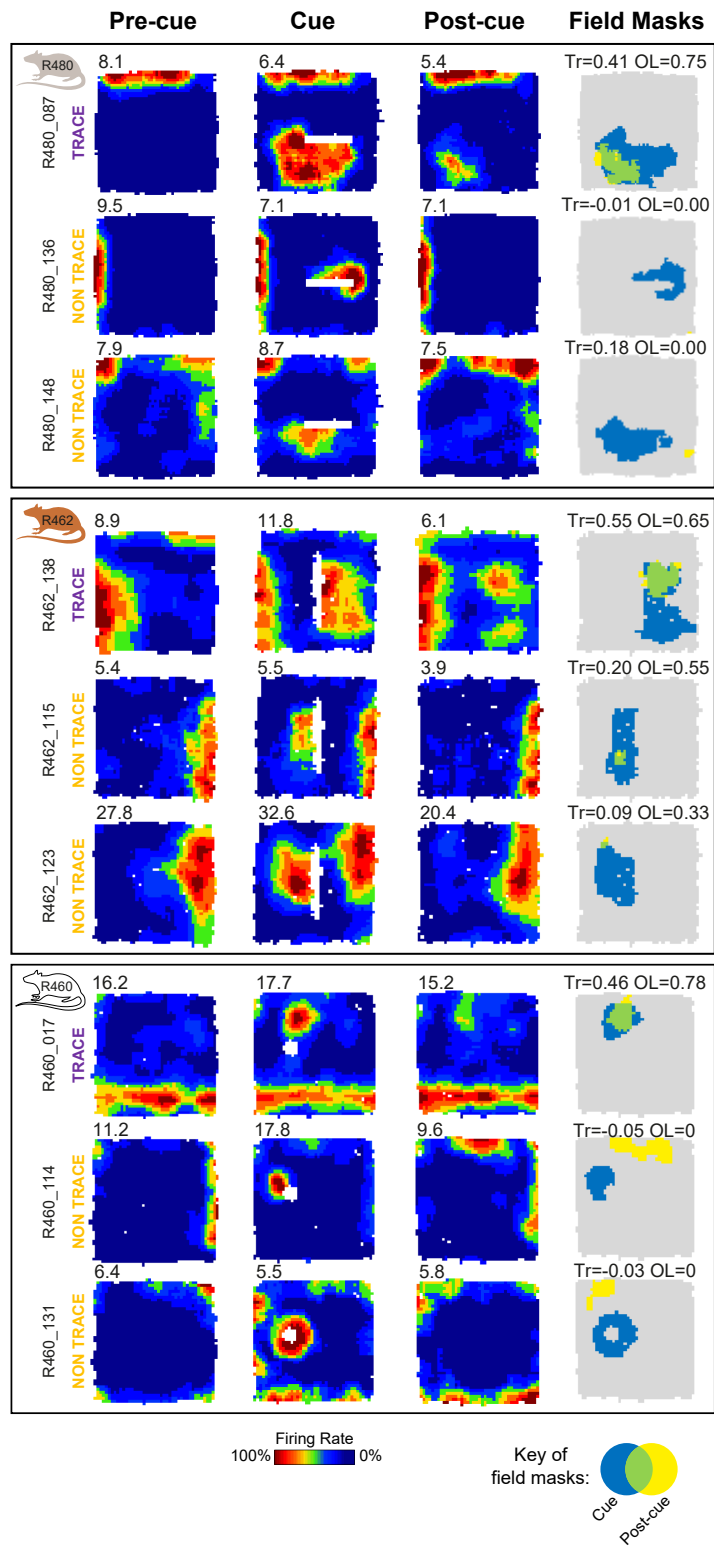 Pre-cue Cue Post-cue Field Masks
R480
8.1 6.4 5.4 Tr=0.41 OL=0.75
R480_087
TRACE
9.5 7.1 7.1 Tr=-0.01 OL=0.00
R480_136
NON TRACE
7.9 8.7 7.5 Tr=0.18 OL=0.00
R480_148
NON TRACE
R462
8.9 11.8 6.1 Tr=0.55 OL=0.65
R462_138
TRACE
5.4 5.5 3.9 Tr=0.20 OL=0.55
R462_115
NON TRACE
27.8 32.6 20.4 Tr=0.09 OL=0.33
R462_123
NON TRACE
R460
16.2 17.7 15.2 Tr=0.46 OL=0.78
R460_017
TRACE
11.2 17.8 9.6 Tr=-0.05 OL=0
R460_114
NON TRACE
6.4 5.5 5.8 Tr=-0.03 OL=0
R460_131
NON TRACE
Firing Rate
100% 0%
Key of
field masks:
Cue
Post-cue